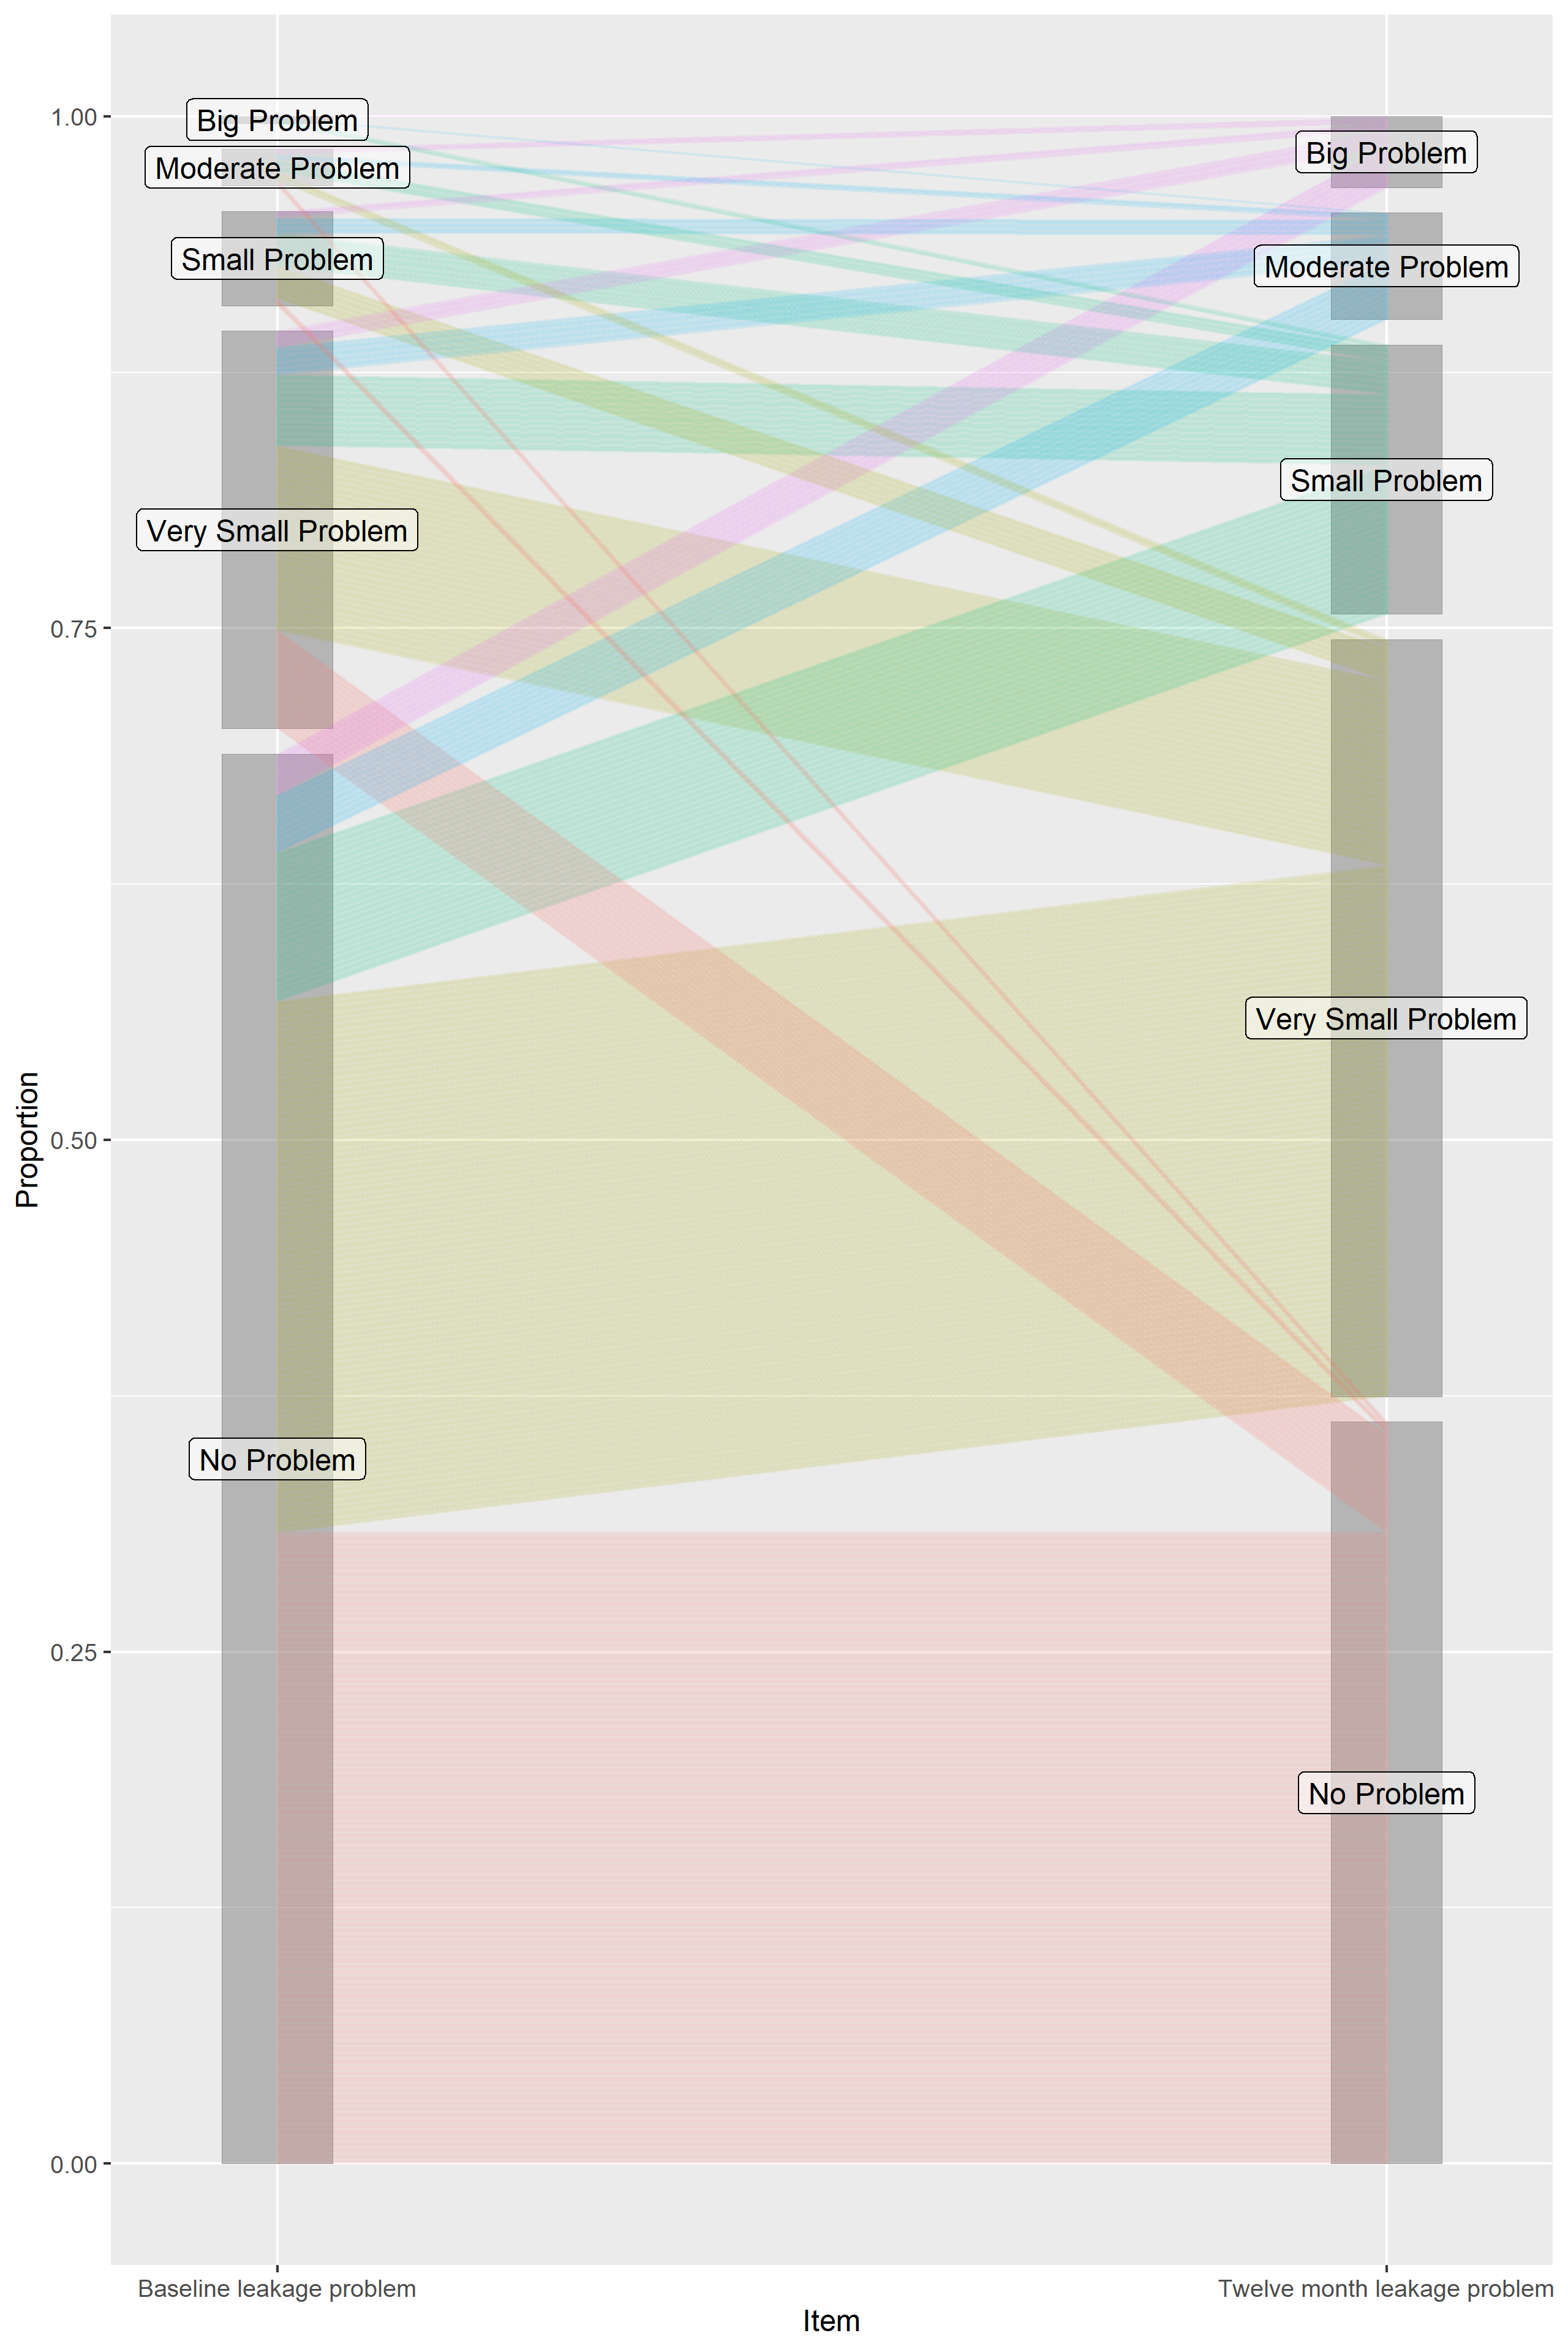 1.00
0.75
0.50
0.25
0.00
Proportion
Big Problem
Moderate Problem
Small Problem
Very Small Problem
No Problem
Big Problem
Moderate Problem
Small Problem
Very Small Problem
No Problem
Baseline leakage problem
Twelve month leakage problem
Item